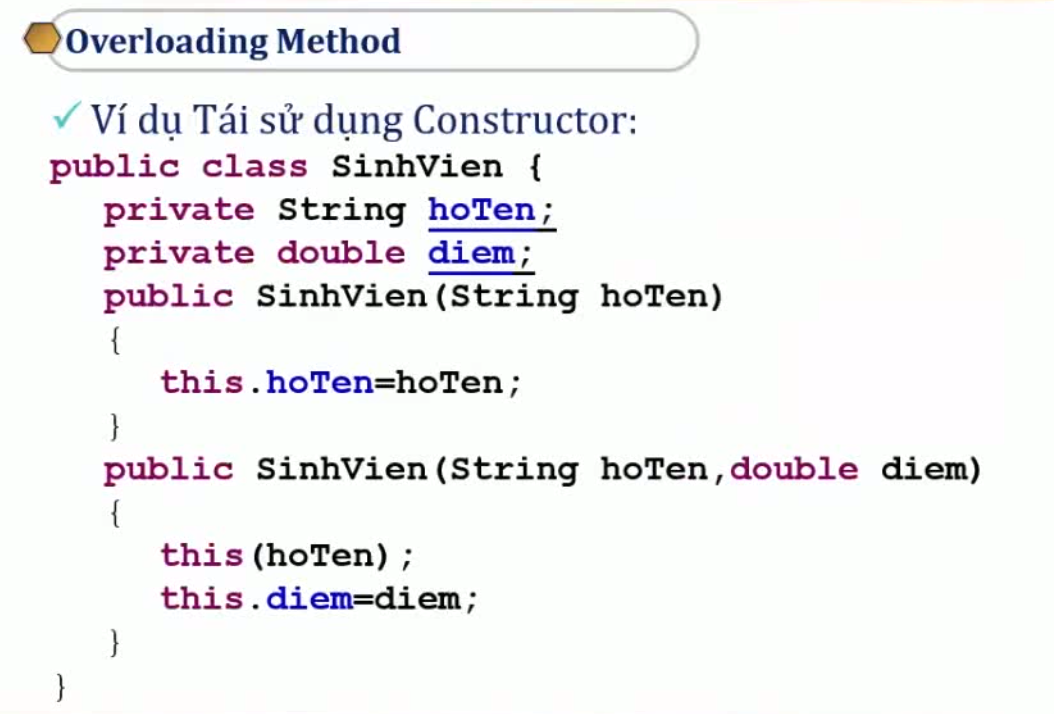 Overloading Method
✓ Ví dụ Tái sử dụng Constructor:
public class SinhVien {
private String hoTen;
private double diem;
public SinhVien(String hoTen)
{
this.hoTen=hoTen;
}
public SinhVien(String hoTen,double diem)
{
this(hoTen);
this.diem=diem;
}
}